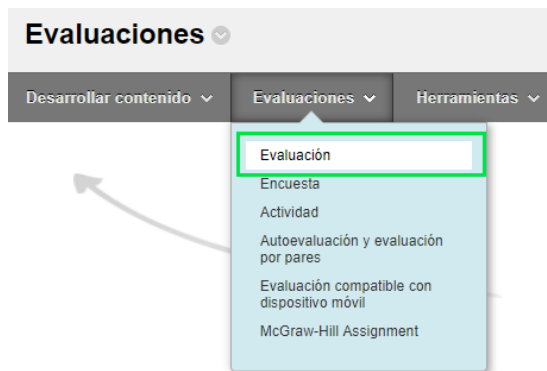 Evaluaciones
Desarrollar contenido
Evaluaciones
Herramientas
Evaluación
Encuesta
Actividad
Autoevaluación y evaluación
por pares
Evaluación compatible con
dispositivo móvil
McGraw-Hill Assignment